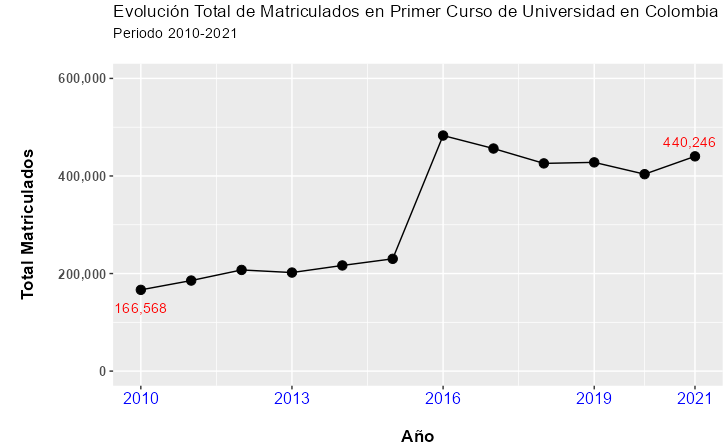 Evolución Total de Matriculados en Primer Curso de Universidad en Colombia
Periodo 2010-2021
600,000
440,246
400,000
Total Matriculados
200,000
166,568
0
2010 2013 2016 2019 2021
Año